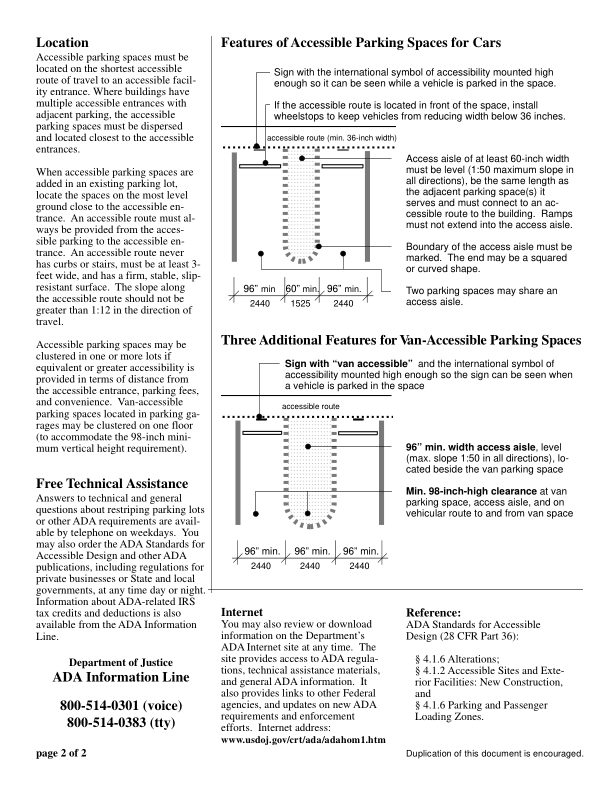 Location
Accessible parking spaces must be
located on the shortest accessible
route of travel to an accessible facil-
ity entrance. Where buildings have
multiple accessible entrances with
adjacent parking, the accessible
parking spaces must be dispersed
and located closest to the accessible
entrances.
When accessible parking spaces are
added in an existing parking lot,
locate the spaces on the most level
ground close to the accessible en-
trance. An accessible route must al-
ways be provided from the acces-
sible parking to the accessible en-
trance. An accessible route never
has curbs or stairs, must be at least 3-
feet wide, and has a firm, stable, slip-
resistant surface. The slope along
the accessible route should not be
greater than 1:12 in the direction of
travel.
Accessible parking spaces may be
clustered in one or more lots if
equivalent or greater accessibility is
provided in terms of distance from
the accessible entrance, parking fees,
and convenience. Van-accessible
parking spaces located in parking ga-
rages may be clustered on one floor
(to accommodate the 98-inch mini-
mum vertical height requirement).
Free Technical Assistance
Answers to technical and general
questions about restriping parking lots
or other ADA requirements are avail-
able by telephone on weekdays. You
may also order the ADA Standards for
Accessible Design and other ADA
publications, including regulations for
private businesses or State and local
governments, at any time day or night.
Information about ADA-related IRS
tax credits and deductions is also
available from the ADA Information
Line.
Department of Justice
ADA Information Line
800-514-0301 (voice)
800-514-0383 (tty)
page 2 of 2
Features of Accessible Parking Spaces for Cars
Sign with the international symbol of accessibility mounted high
enough so it can be seen while a vehicle is parked in the space.
If the accessible route is located in front of the space, install
wheelstops to keep vehicles from reducing width below 36 inches.
accessible route (min. 36-inch width)
Access aisle of at least 60-inch width
must be level (1:50 maximum slope in
all directions), be the same length as
the adjacent parking space(s) it
serves and must connect to an ac-
cessible route to the building. Ramps
must not extend into the access aisle.
Boundary of the access aisle must be
marked. The end may be a squared
or curved shape.
Two parking spaces may share an
access aisle.
96” min 60” min. 96” min.
2440 1525 2440
Three Additional Features for Van-Accessible Parking Spaces
Sign with “van accessible” and the international symbol of
accessibility mounted high enough so the sign can be seen when
a vehicle is parked in the space
accessible route
96” min. width access aisle, level
(max. slope 1:50 in all directions), lo-
cated beside the van parking space
Min. 98-inch-high clearance at van
parking space, access aisle, and on
vehicular route to and from van space
96” min. 96” min. 96” min.
2440 2440 2440
Internet
You may also review or download
information on the Department’s
ADA Internet site at any time. The
site provides access to ADA regula-
tions, technical assistance materials,
and general ADA information. It
also provides links to other Federal
agencies, and updates on new ADA
requirements and enforcement
efforts. Internet address:
www.usdoj.gov/crt/ada/adahom1.htm
Reference:
ADA Standards for Accessible
Design (28 CFR Part 36):
§ 4.1.6 Alterations;
§ 4.1.2 Accessible Sites and Exte-
rior Facilities: New Construction,
and
§ 4.1.6 Parking and Passenger
Loading Zones.
Duplication of this document is encouraged.